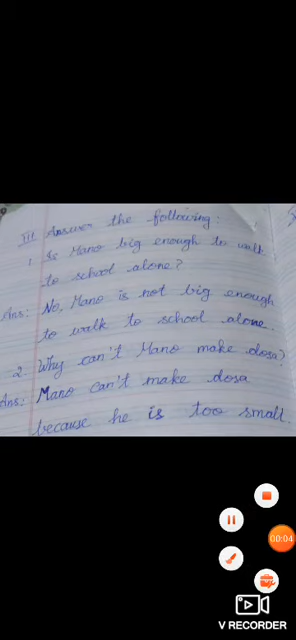 III Answer the following:
1. Is Mano big enough to walk
to school alone?
Ans: No, Mano is not big enough
to walk to school alone.
2. Why can't Mano make dosa?
Ans: Mano can't make dosa
because he is too small.
00:04
V RECORDER